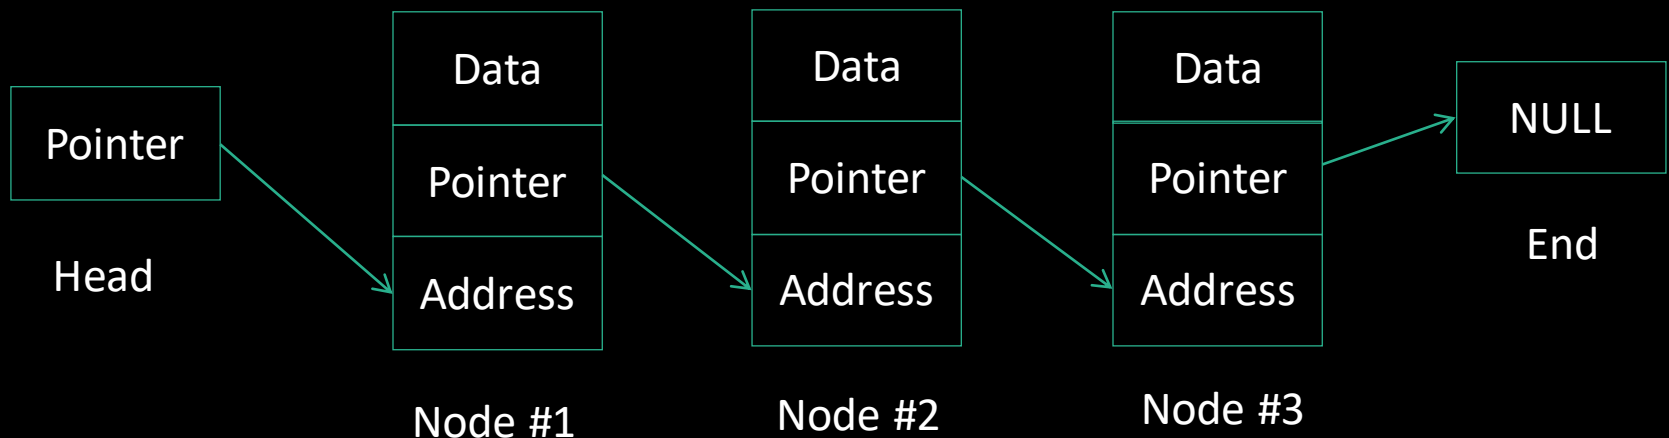 Pointer
Head
Data
Pointer
Address
Node #1
Data
Pointer
Address
Node #2
Data
Pointer
Address
Node #3
NULL
End